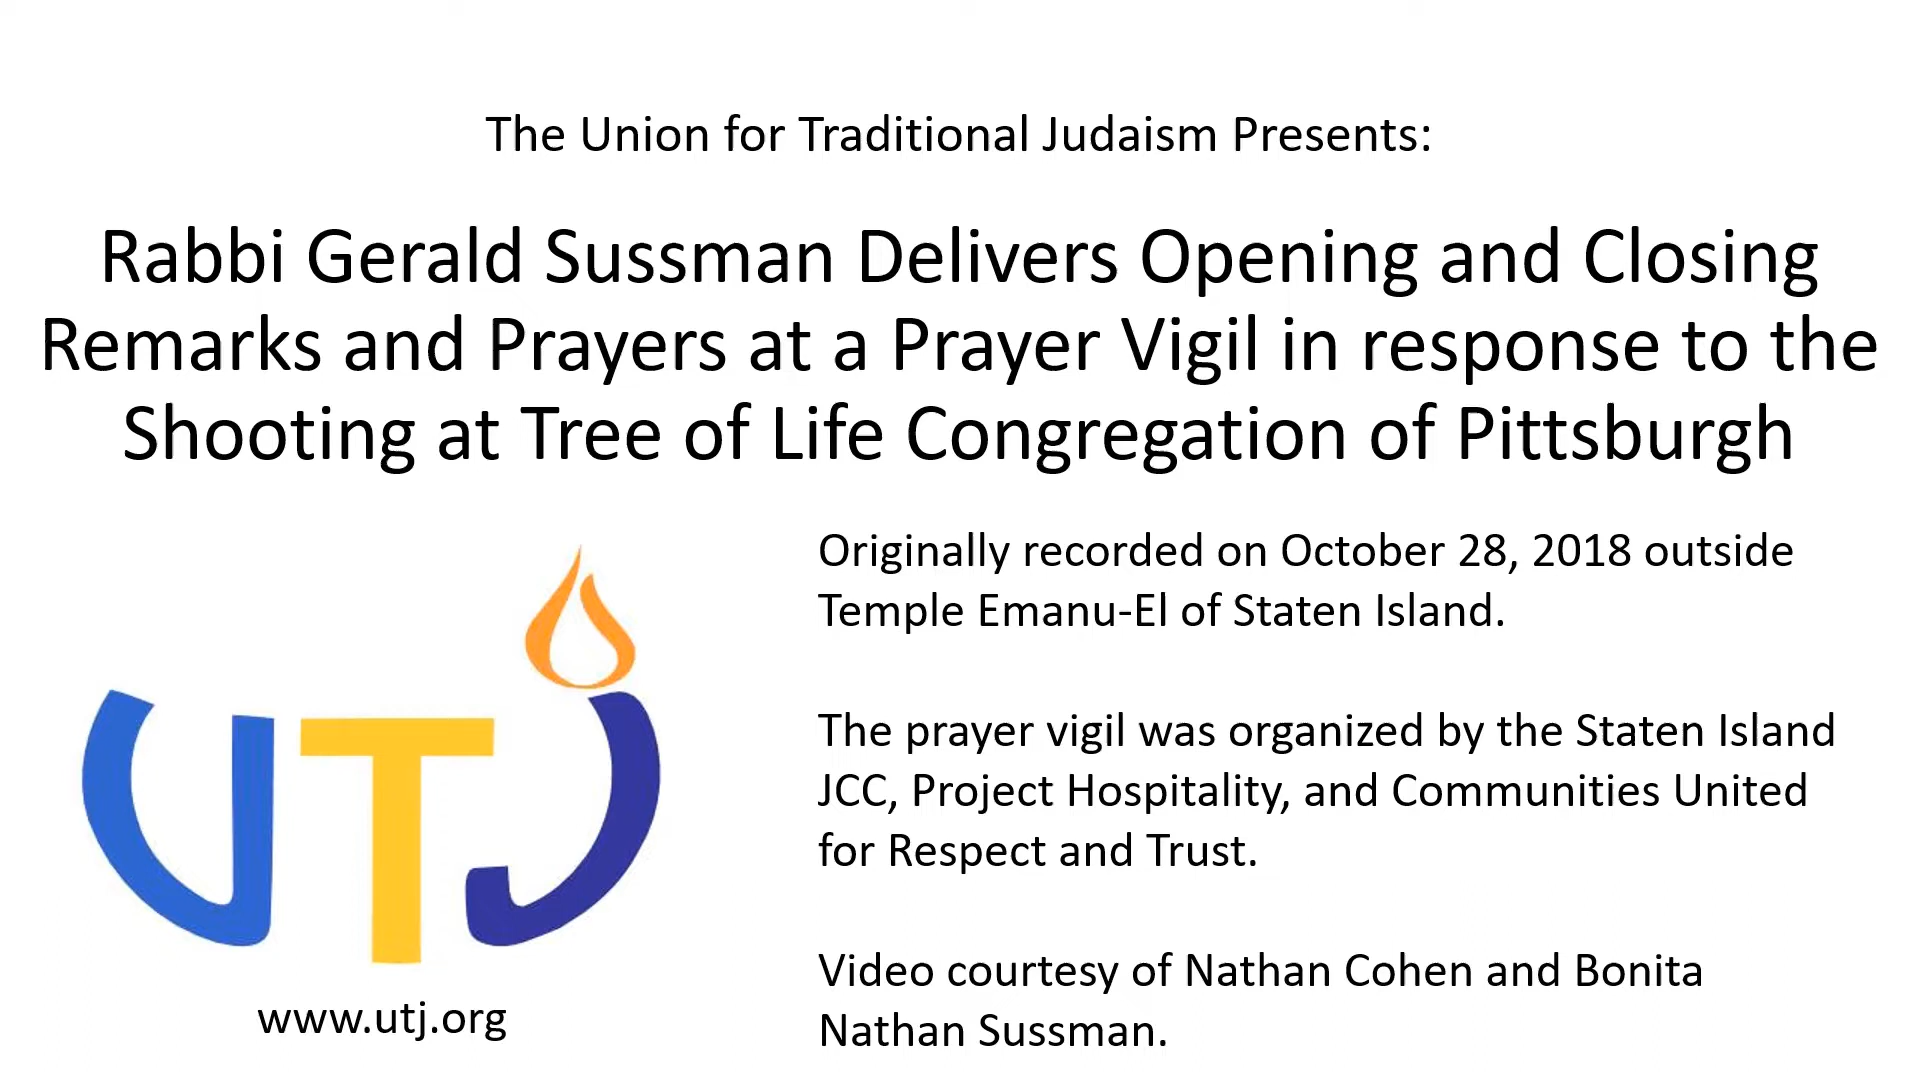 The Union for Traditional Judaism Presents:
Rabbi Gerald Sussman Delivers Opening and Closing
Remarks and Prayers at a Prayer Vigil in response to the
Shooting at Tree of Life Congregation of Pittsburgh
Originally recorded on October 28, 2018 outside
Temple Emanu-El of Staten Island.
The prayer vigil was organized by the Staten Island
JCC, Project Hospitality, and Communities United
for Respect and Trust.
Video courtesy of Nathan Cohen and Bonita
Nathan Sussman.
UTJ
www.utj.org